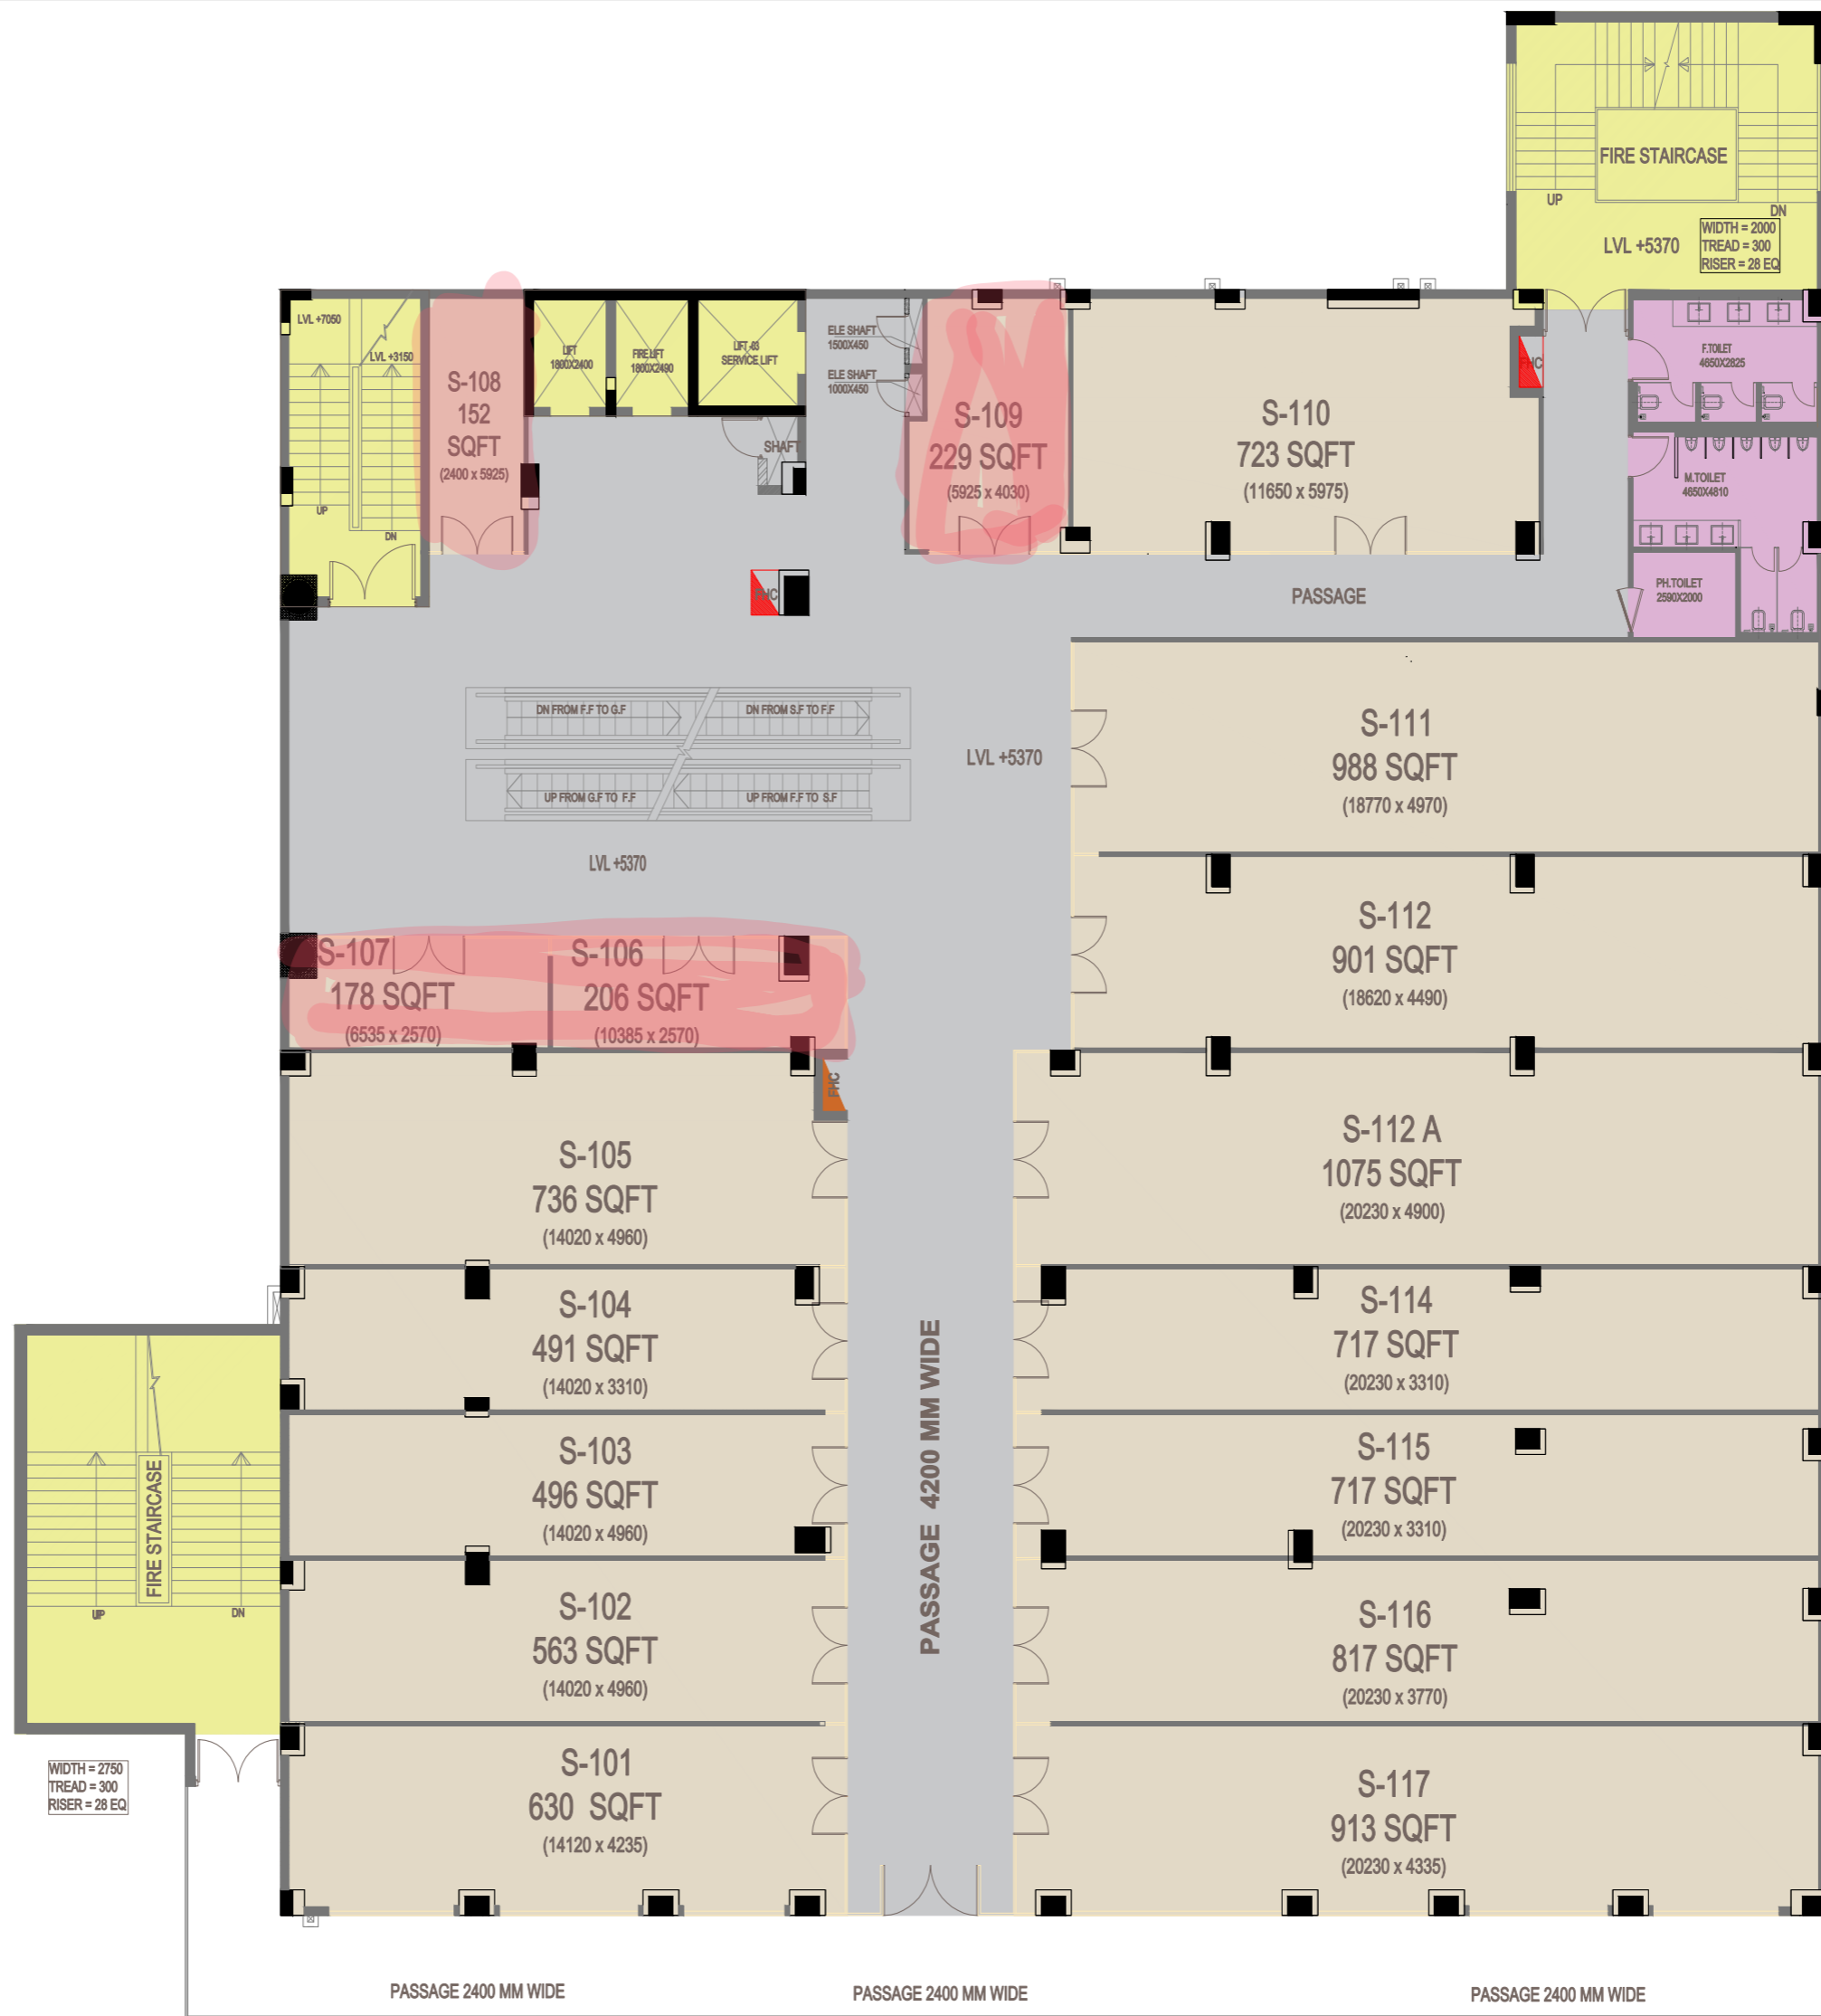 FIRE STAIRCASE
UP
DN
LVL +5370
WIDTH = 2000
TREAD = 300
RISER = 28 EQ
LVL +7050
LVL +3150
UP
DN
S-108
152
SQFT
(2400 x 5925)
LIFT
1800X2400
FIRE LIFT
1800X2490
LIFT 03
SERVICE LIFT
SHAFT
ELE SHAFT
1500X450
ELE SHAFT
1000X450
S-109
229 SQFT
(5925 x 4030)
S-110
723 SQFT
(11650 x 5975)
FHC
F.TOILET
4650X2825
M.TOILET
4650X4810
PH.TOILET
2590X2000
FHC
PASSAGE
DN FROM F.F TO G.F
DN FROM S.F TO F.F
UP FROM G.F TO F.F
UP FROM F.F TO S.F
LVL +5370
LVL +5370
S-111
988 SQFT
(18770 x 4970)
S-112
901 SQFT
(18620 x 4490)
S-107
178 SQFT
(6535 x 2570)
S-106
206 SQFT
(10385 x 2570)
FHC
S-105
736 SQFT
(14020 x 4960)
S-112 A
1075 SQFT
(20230 x 4900)
S-104
491 SQFT
(14020 x 3310)
S-114
717 SQFT
(20230 x 3310)
S-103
496 SQFT
(14020 x 4960)
S-115
717 SQFT
(20230 x 3310)
PASSAGE 4200 MM WIDE
FIRE STAIRCASE
UP
DN
S-102
563 SQFT
(14020 x 4960)
S-116
817 SQFT
(20230 x 3770)
WIDTH = 2750
TREAD = 300
RISER = 28 EQ
S-101
630 SQFT
(14120 x 4235)
S-117
913 SQFT
(20230 x 4335)
PASSAGE 2400 MM WIDE
PASSAGE 2400 MM WIDE
PASSAGE 2400 MM WIDE